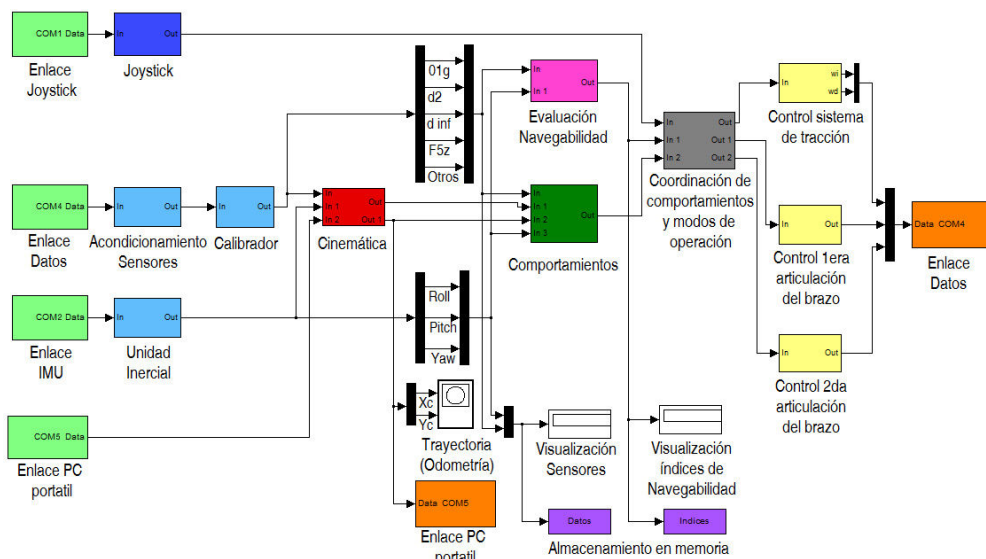 COM1 Data
Enlace
Joystick
In Out
Joystick
01g
d2
d inf
F5z
Otros
In
In 1
Out
Evaluación
Navegabilidad
In
In 1
In 2
Out
Out 1
Out 2
Coordinación de
comportamientos
y modos de
operación
In
wi
wd
Control sistema
de tracción
COM4 Data
Enlace
Datos
In Out
Acondicionamiento
Sensores
In Out
Calibrador
In
In 1
In 2
Out
Out 1
Cinemática
In
In 1
In 2
In 3
Out
Comportamientos
In Out
Control 1era
articulación
del brazo
Data COM4
Enlace
Datos
COM2 Data
Enlace
IMU
In Out
Unidad
Inercial
Roll
Pitch
Yaw
In Out
Control 2da
articulación
del brazo
Xc
Yc
Trayectoria
(Odometría)
Visualización
Sensores
Visualización
índices de
Navegabilidad
COM5 Data
Enlace PC
portatil
Data COM5
Enlace PC
portatil
Datos
Indices
Almacenamiento en memoria